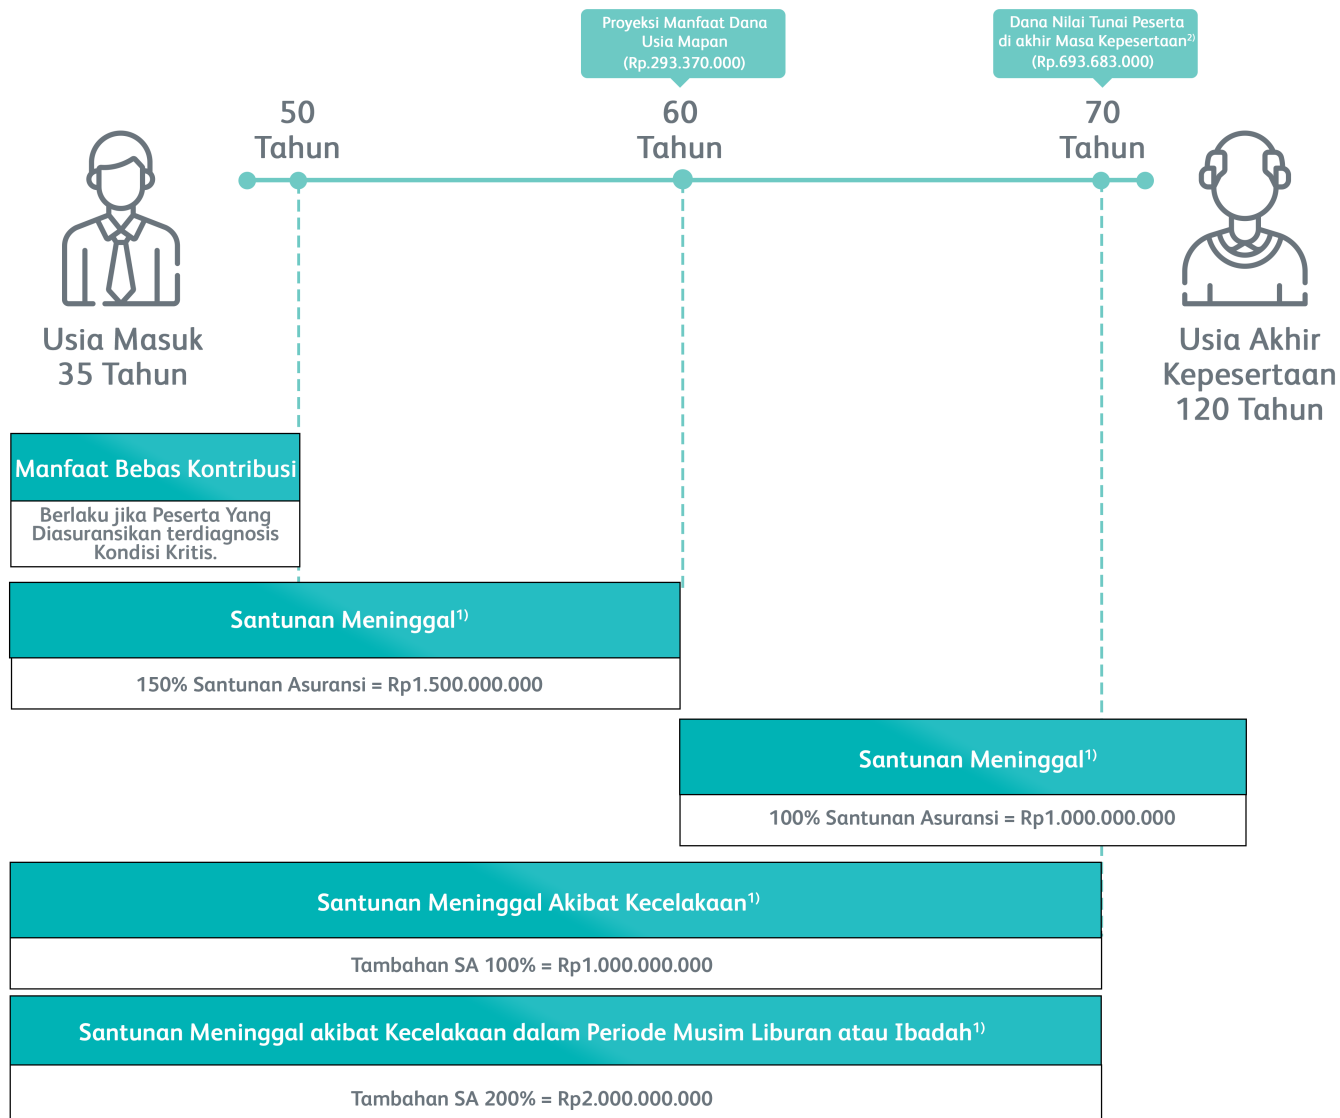 Proyeksi Manfaat Dana
Usia Mapan
(Rp.293.370.000)
Dana Nilai Tunai Peserta
di akhir Masa Kepesertaan²⁾
(Rp.693.683.000)
50
Tahun
60
Tahun
70
Tahun
Usia Masuk
35 Tahun
Usia Akhir
Kepesertaan
120 Tahun
Manfaat Bebas Kontribusi
Berlaku jika Peserta Yang
Diasuransikan terdiagnosis
Kondisi Kritis.
Santunan Meninggal¹⁾
150% Santunan Asuransi = Rp1.500.000.000
Santunan Meninggal¹⁾
100% Santunan Asuransi = Rp1.000.000.000
Santunan Meninggal Akibat Kecelakaan¹⁾
Tambahan SA 100% = Rp1.000.000.000
Santunan Meninggal akibat Kecelakaan dalam Periode Musim Liburan atau Ibadah¹⁾
Tambahan SA 200% = Rp2.000.000.000